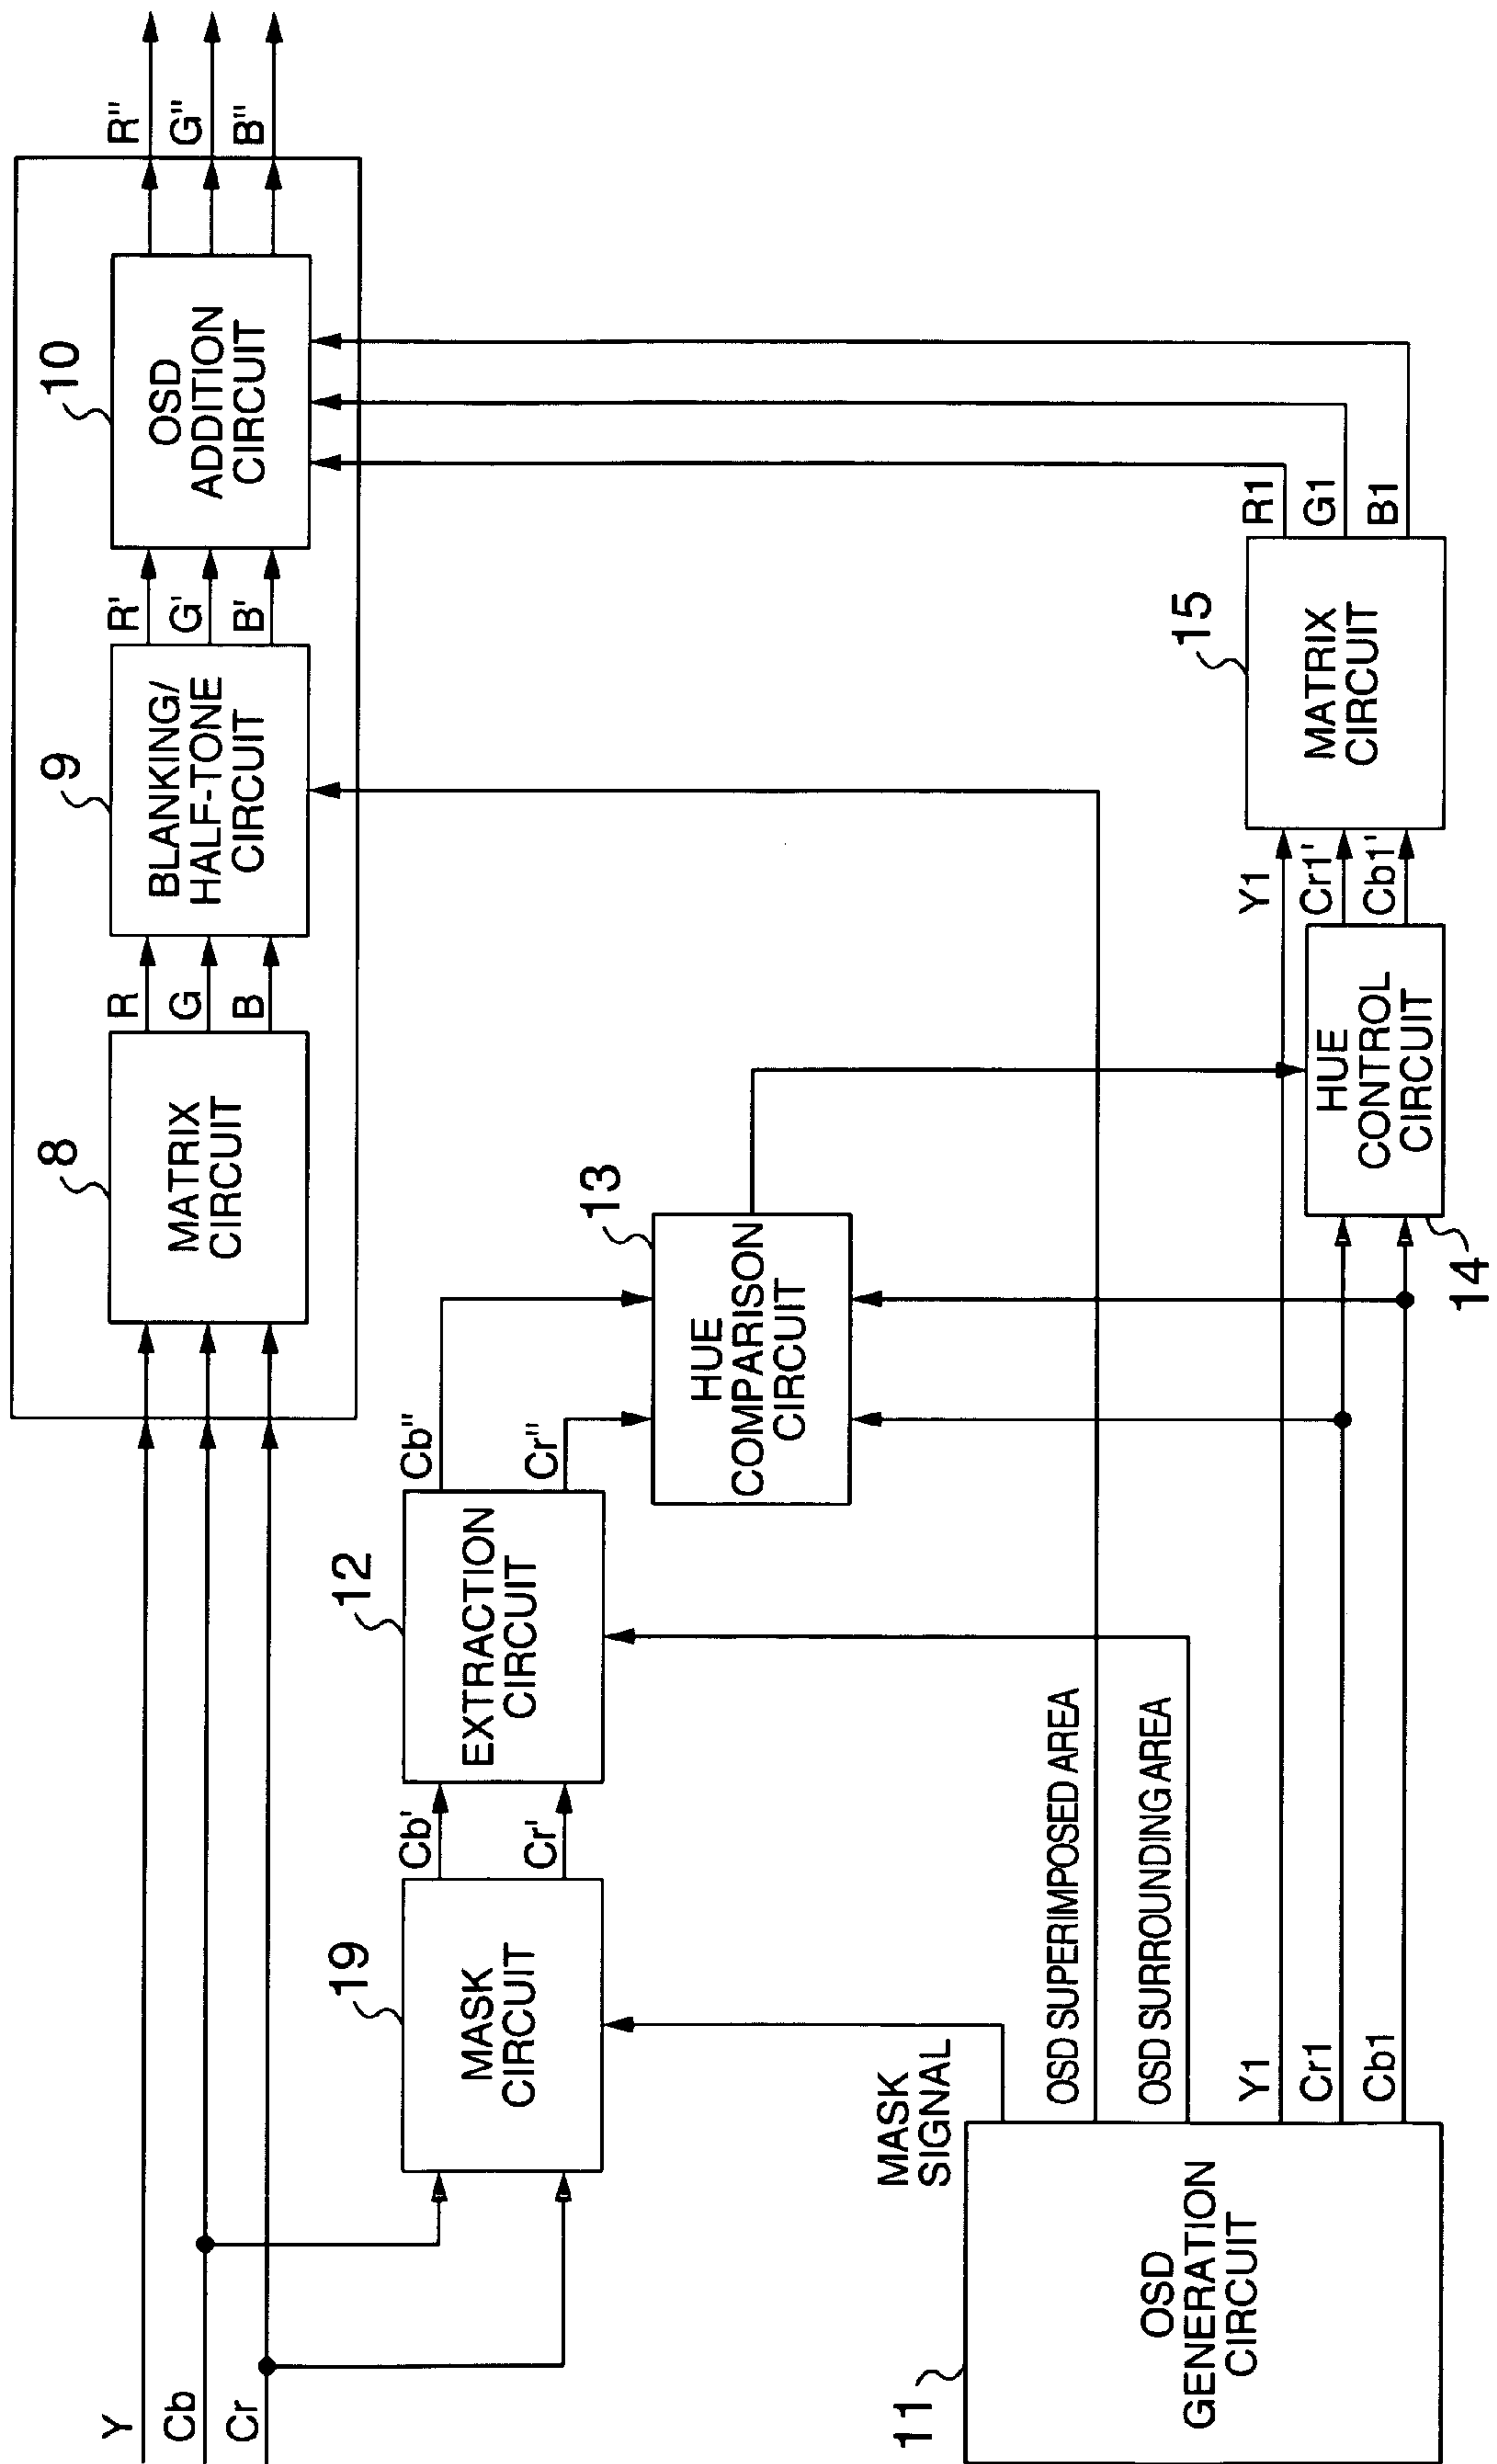 Y
Cb
Cr
8
MATRIX
CIRCUIT
R
G
B
9
BLANKING/
HALF-TONE
CIRCUIT
R'
G'
B'
10
OSD
ADDITION
CIRCUIT
R"
G"
B"
19
MASK
CIRCUIT
Cb'
Cr'
12
EXTRACTION
CIRCUIT
Cb"
Cr"
13
HUE
COMPARISON
CIRCUIT
11
OSD
GENERATION
CIRCUIT
MASK
SIGNAL
OSD SUPERIMPOSED AREA
OSD SURROUNDING AREA
Y1
Cr1
Cb1
14
HUE
CONTROL
CIRCUIT
Y1
Cr1'
Cb1'
15
MATRIX
CIRCUIT
R1
G1
B1